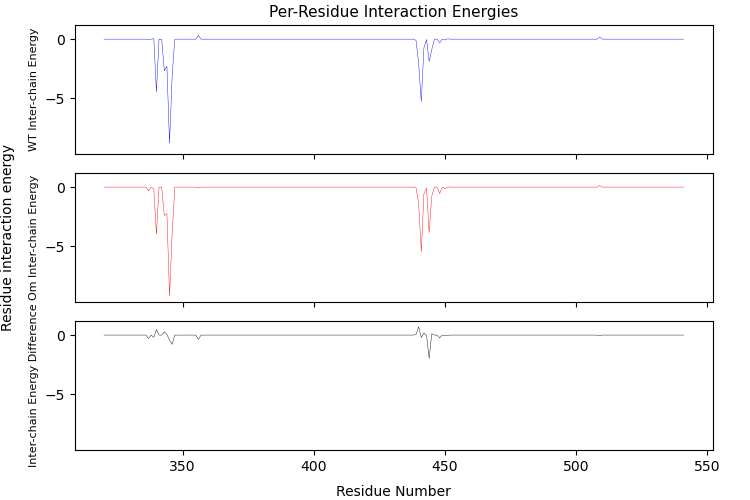 Per-Residue Interaction Energies
Residue interaction energy
WT Inter-chain Energy
0
−5
Om Inter-chain Energy
0
−5
Inter-chain Energy Difference
0
−5
350
400
450
500
550
Residue Number